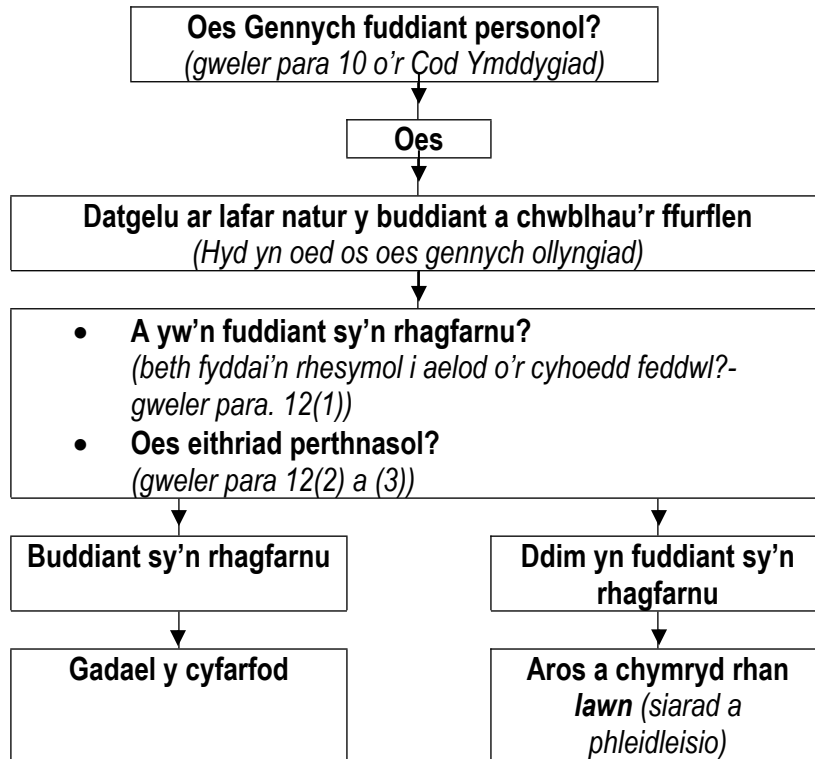 Oes Gennych fuddiant personol?
(gweler para 10 o'r Cod Ymddygiad)
Oes
Datgelu ar lafar natur y buddiant a chwblhau'r ffurflen
(Hyd yn oed os oes gennych ollyngiad)
• A yw'n fuddiant sy'n rhagfarnu?
(beth fyddai'n rhesymol i aelod o'r cyhoedd feddwl?-
gweler para. 12(1))
• Oes eithriad perthnasol?
(gweler para 12(2) a (3))
Buddiant sy'n rhagfarnu
Ddim yn fuddiant sy'n
rhagfarnu
Gadael y cyfarfod
Aros a chymryd rhan
lawn (siarad a
phleidleisio)